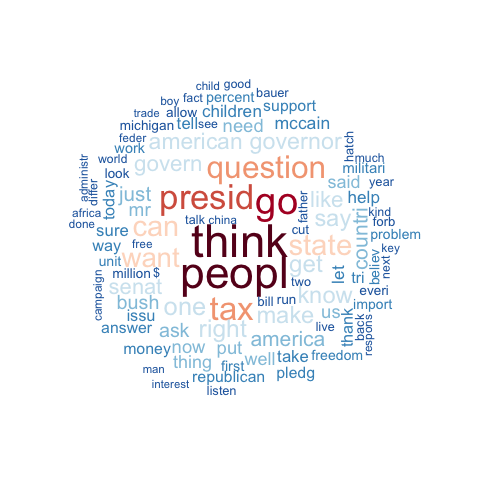 child good
boy fact percent bauer
trade allow children support
michigan tell see need mccain
feder work american governor hatch much
administr world look govern question militari
differ today just presid go like said help year
africa mr father say kind forb
done sure can talk china think cut state countri problem
way want free peopl get let believ next key
unit million $ two tri everi
campaign senat bush one tax bill run know us import
issu make live thank back respons
answer ask right america
money now put well take freedom
man thing first pledg
interest republican
listen